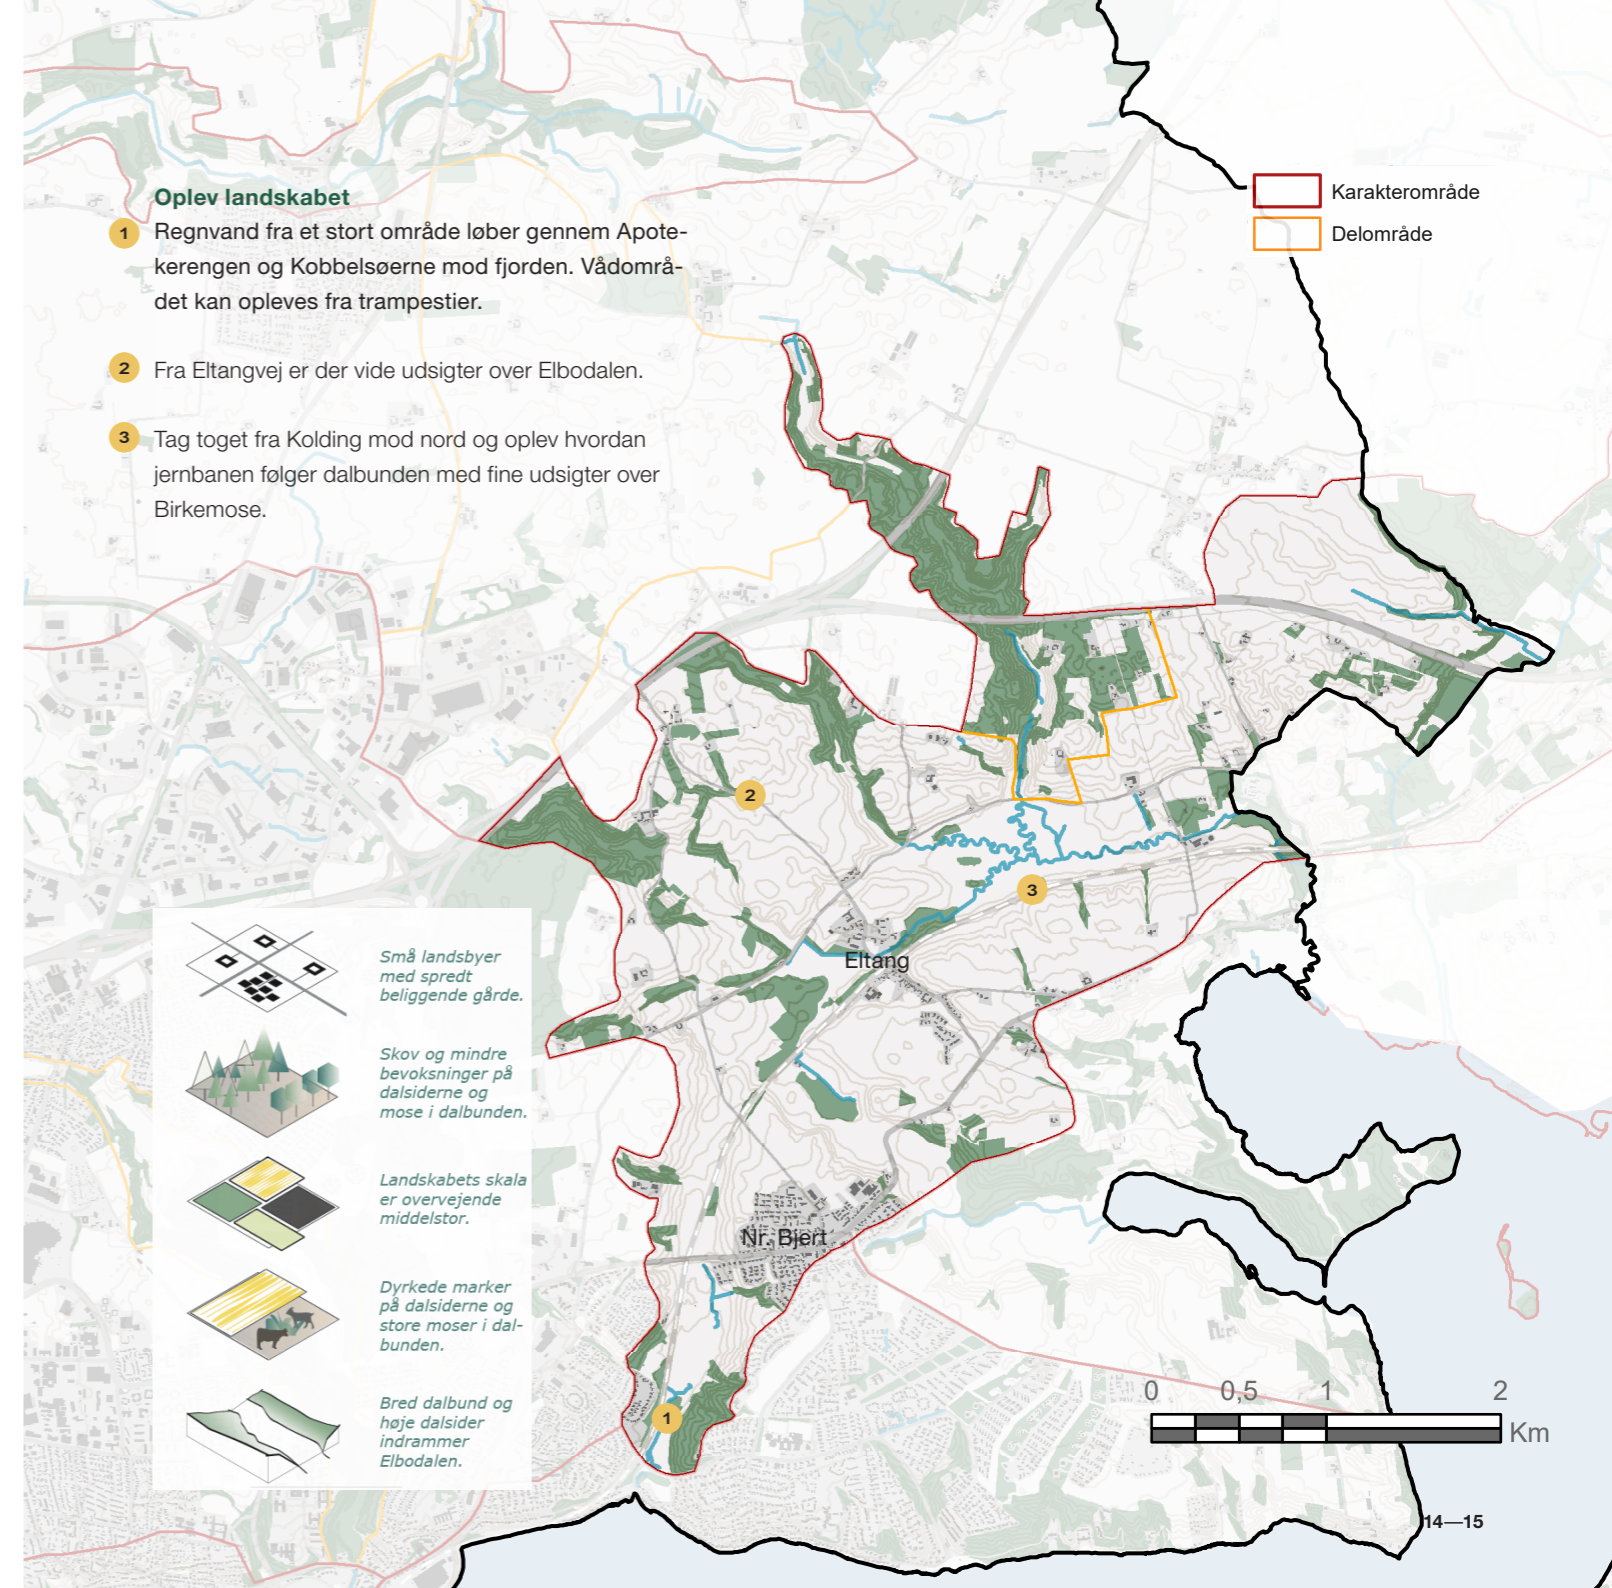 Oplev landskabet
1 Regnvand fra et stort område løber gennem Apote-
kerengen og Kobbelsøerne mod fjorden. Vådområ-
det kan opleves fra trampestier.
2 Fra Eltangvej er der vide udsigter over Elbodalen.
3 Tag toget fra Kolding mod nord og oplev hvordan
jernbanen følger dalbunden med fine udsigter over
Birkemose.
Karakterområde
Delområde
2
3
Eltang
Nr. Bjert
1
Små landsbyer
med spredt
beliggende gårde.
Skov og mindre
bevoksninger på
dalsiderne og
mose i dalbunden.
Landskabets skala
er overvejende
middelstor.
Dyrkede marker
på dalsiderne og
store moser i dal-
bunden.
Bred dalbund og
høje dalsider
indrammer
Elbodalen.
0 0,5 1 2
Km
14—15